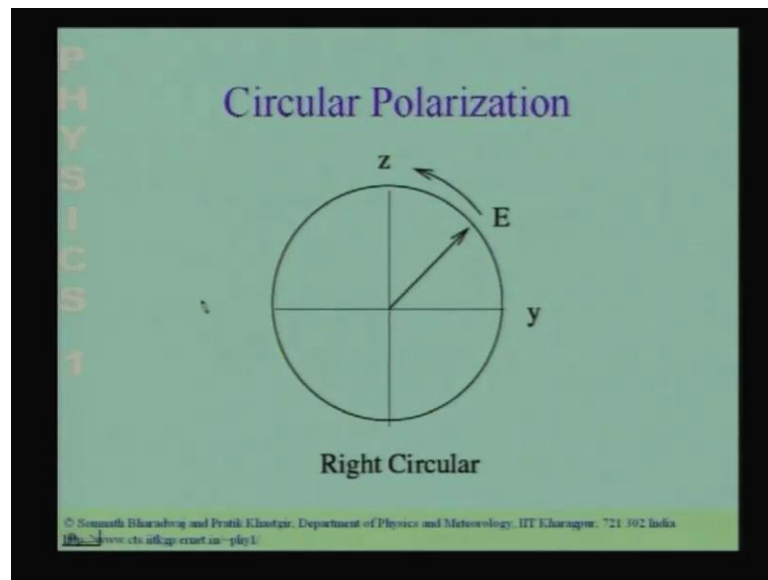 PHYSICS 1
Circular Polarization
z
E
y
Right Circular
© Somnath Bharadwaj and Pratik Khastgir, Department of Physics and Meteorology, IIT Kharagpur, 721 302 India